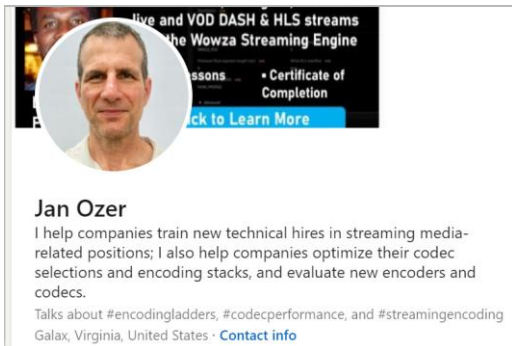 live and VOD DASH & HLS streams
the Wowza Streaming Engine
• Certificate of
Completion
to Learn More
Jan Ozer
I help companies train new technical hires in streaming media-
related positions; I also help companies optimize their codec
selections and encoding stacks, and evaluate new encoders and
codecs.
Talks about #encodingladders, #codecperformance, and #streamingencoding
Galax, Virginia, United States · Contact info